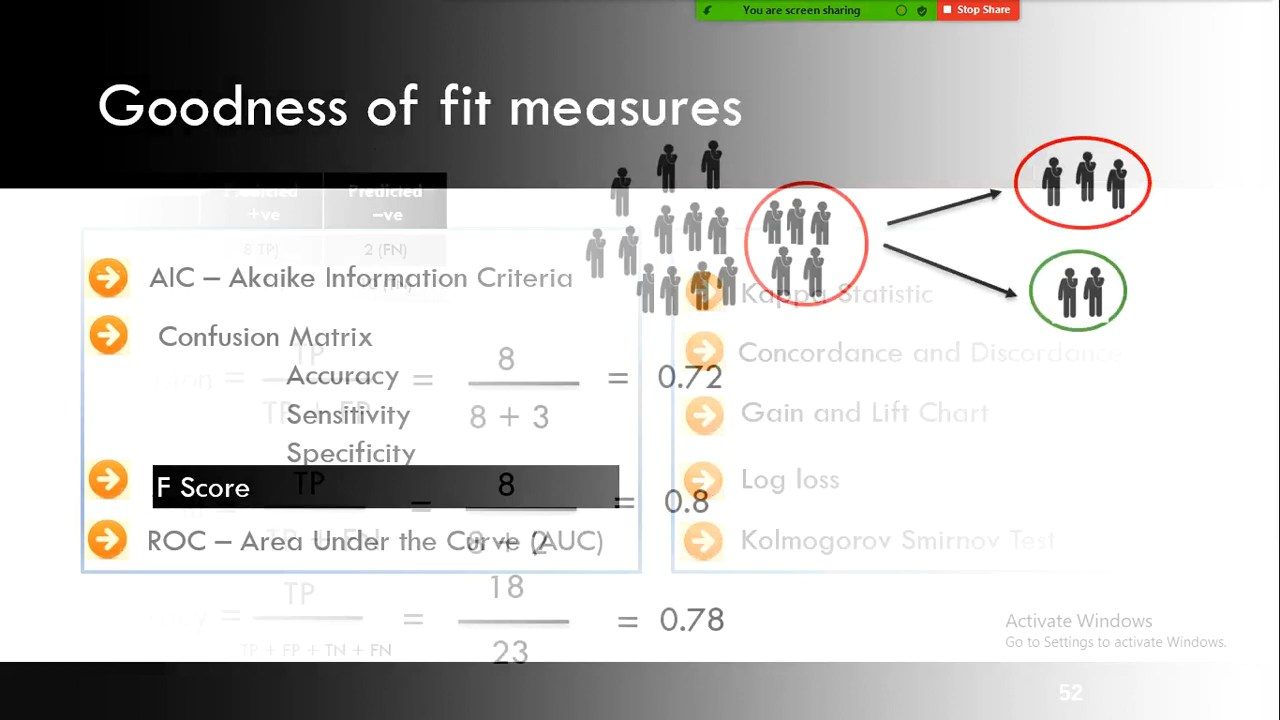 You are screen sharing
Stop Share
Goodness of fit measures
Predicted +ve
Predicted –ve
2 (FN)
AIC – Akaike Information Criteria
Confusion Matrix
Accuracy
Sensitivity
Specificity
F Score
ROC – Area Under the Curve (AUC)
Kappa Statistic
Concordance and Discordance
Gain and Lift Chart
Log loss
Kolmogorov Smirnov Test
= TP = 8 = 0.72
TP + FP 8 + 3
TP = 8 = 0.8
TP + FN 8 + 2
= TP = 18 = 0.78
TP + FP + TN + FN 23
Activate Windows
Go to Settings to activate Windows.
52